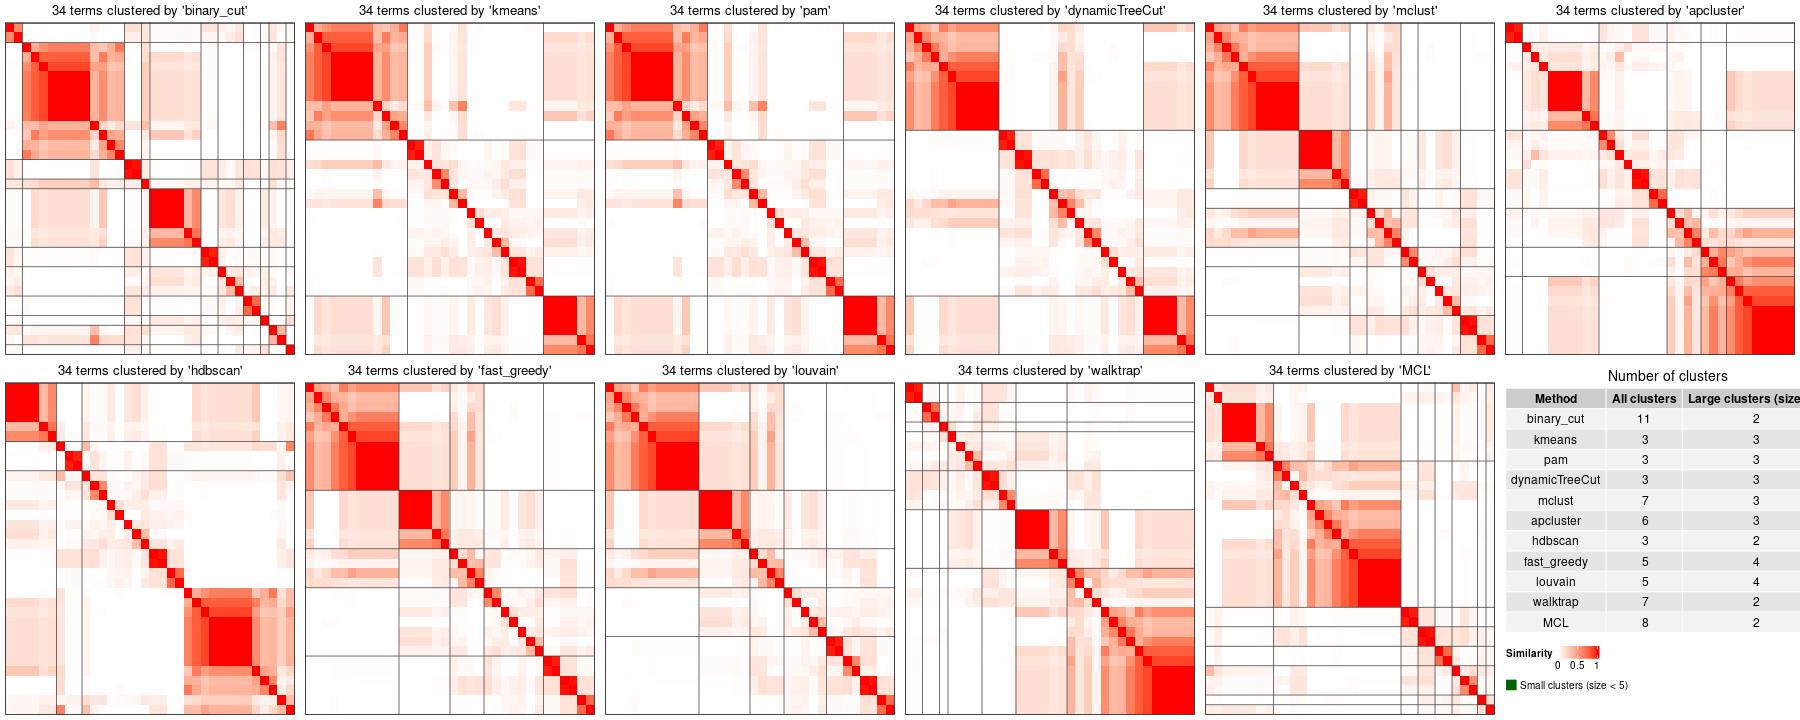 34 terms clustered by 'binary_cut'
34 terms clustered by 'kmeans'
34 terms clustered by 'pam'
34 terms clustered by 'dynamicTreeCut'
34 terms clustered by 'mclust'
34 terms clustered by 'apcluster'
34 terms clustered by 'hdbscan'
34 terms clustered by 'fast_greedy'
34 terms clustered by 'louvain'
34 terms clustered by 'walktrap'
34 terms clustered by 'MCL'
Number of clusters
Method All clusters Large clusters (size
binary_cut 11 2
kmeans 3 3
pam 3 3
dynamicTreeCut 3 3
mclust 7 3
apcluster 6 3
hdbscan 3 2
fast_greedy 5 4
louvain 5 4
walktrap 7 2
MCL 8 2
Similarity
0 0.5 1
Small clusters (size < 5)